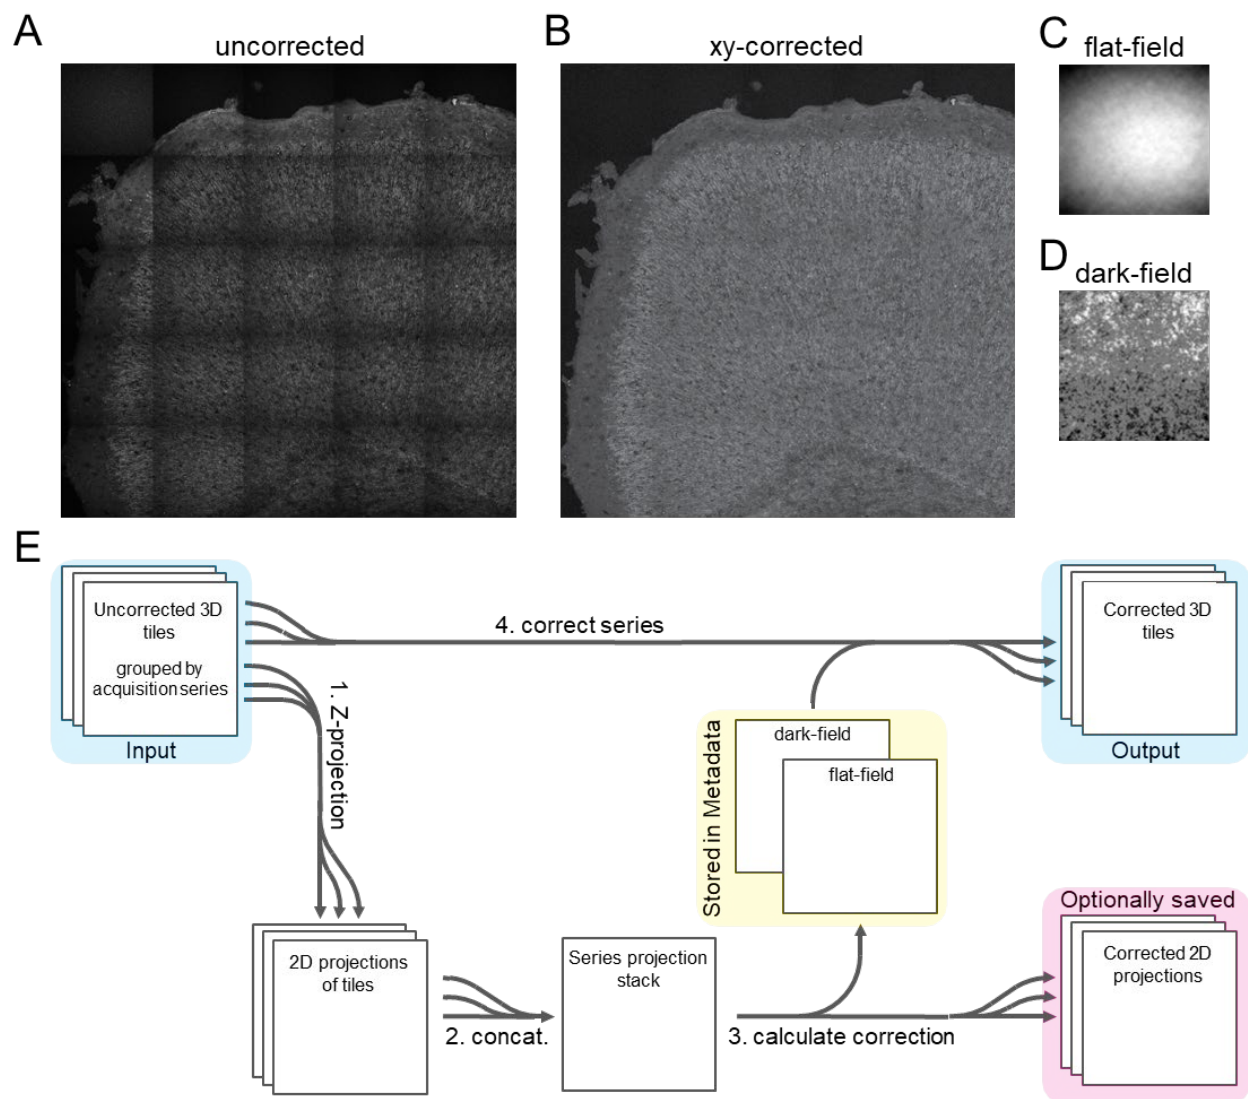 A
uncorrected
B
xy-corrected
C
flat-field
D
dark-field
E
Uncorrected 3D
tiles
grouped by
acquisition series
Input
4. correct series
Corrected 3D
tiles
Output
1. Z-projection
Stored in Metadata
dark-field
flat-field
2D projections
of tiles
2. concat.
Series projection
stack
3. calculate correction
Optionally saved
Corrected 2D
projections